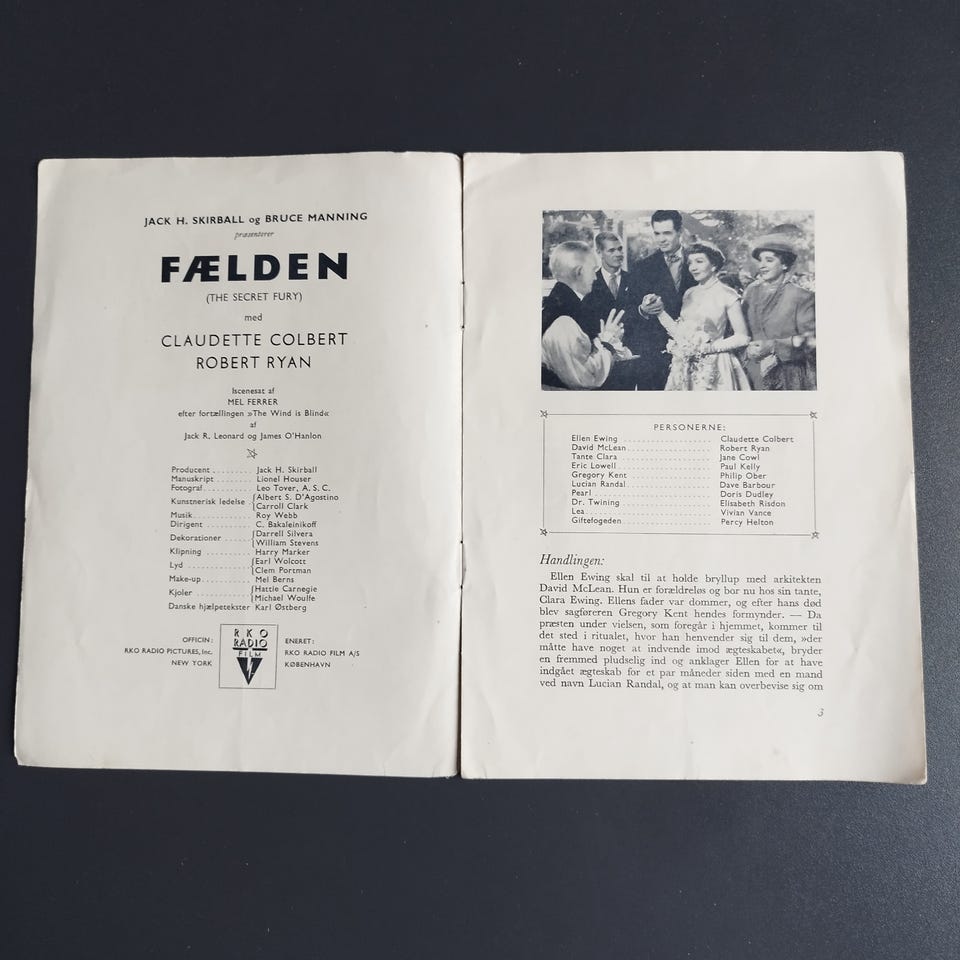 JACK H. SKIRBALL og BRUCE MANNING
præsenterer
FÆLDEN
(THE SECRET FURY)
med
CLAUDETTE COLBERT
ROBERT RYAN
Iscenesat af
MEL FERRER
efter fortællingen »The Wind is Blind«
af
Jack R. Leonard og James O'Hanlon
Producent ......... Jack H. Skirball
Manuskript ........ Lionel Houser
Fotograf ........... Leo Tover, A. S. C.
Kunstnerisk ledelse . {Albert S. D'Agostino
Carroll Clark
Musik .............. Roy Webb
Dirigent ........... C. Bakaleinikoff
Dekorationer ...... {Darrell Silvera
William Stevens
Klipning ........... Harry Marker
Lyd ................ {Earl Wolcott
Clem Portman
Make-up ........... Mel Berns
Kjoler ............. {Hattie Carnegie
Michael Woulfe
Danske hjælpetekster Karl Østberg
OFFICIN:
RKO RADIO PICTURES, Inc.
NEW YORK
RKO
RADIO
FILM
ENERET:
RKO RADIO FILM A/S
KØBENHAVN
PERSONERNE:
Ellen Ewing .................... Claudette Colbert
David McLean .................. Robert Ryan
Tante Clara .................... Jane Cowl
Eric Lowell ..................... Paul Kelly
Gregory Kent ................... Philip Ober
Lucian Randal .................. Dave Barbour
Pearl ........................... Doris Dudley
Dr. Twining .................... Elisabeth Risdon
Lea ............................. Vivian Vance
Giftefogeden ................... Percy Helton
Handlingen:
Ellen Ewing skal til at holde bryllup med arkitekten
David McLean. Hun er forældreløs og bor nu hos sin tante,
Clara Ewing. Ellens fader var dommer, og efter hans død
blev sagføreren Gregory Kent hendes formynder. — Da
præsten under vielsen, som foregår i hjemmet, kommer til
det sted i ritualet, hvor han henvender sig til dem, »der
måtte have noget at indvende imod ægteskabet«, bryder
en fremmed pludselig ind og anklager Ellen for at have
indgået ægteskab for et par måneder siden med en mand
ved navn Lucian Randal, og at man kan overbevise sig om
3